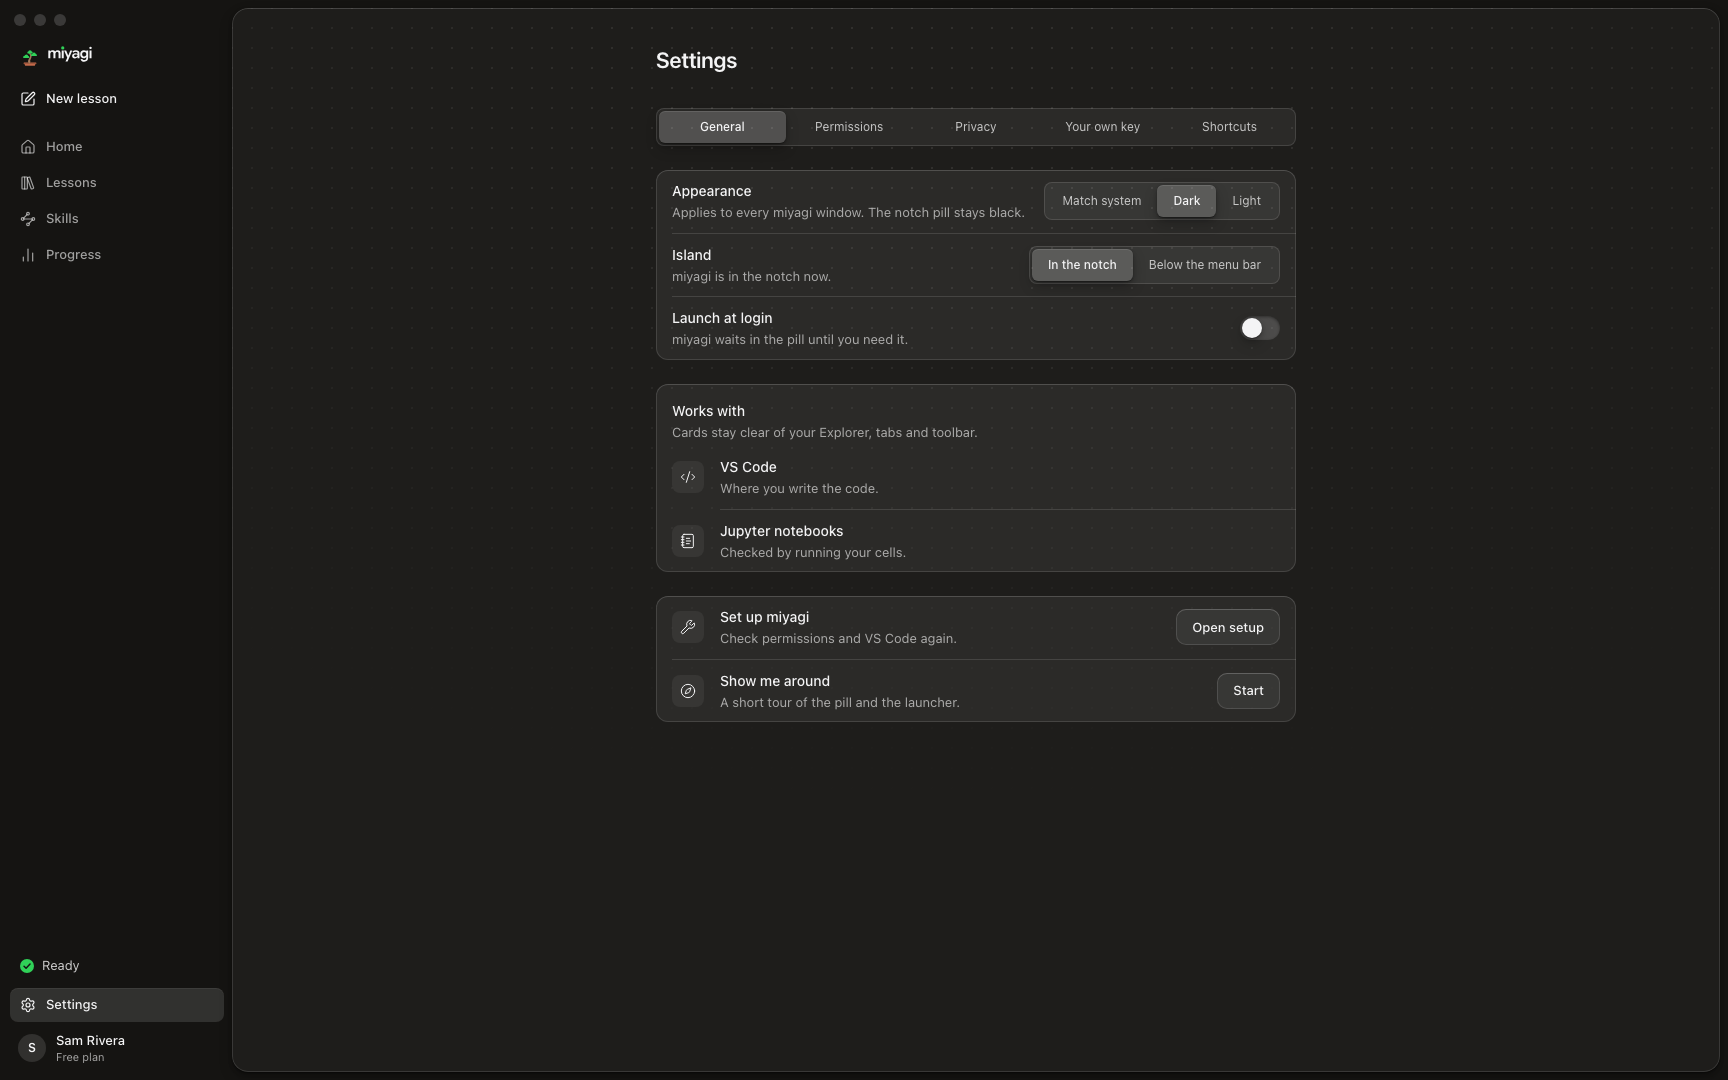 miyagi
New lesson
Home
Lessons
Skills
Progress
Ready
Settings
S
Sam Rivera
Free plan
Settings
General
Permissions
Privacy
Your own key
Shortcuts
Appearance
Applies to every miyagi window. The notch pill stays black.
Match system
Dark
Light
Island
miyagi is in the notch now.
In the notch
Below the menu bar
Launch at login
miyagi waits in the pill until you need it.
Works with
Cards stay clear of your Explorer, tabs and toolbar.
VS Code
Where you write the code.
Jupyter notebooks
Checked by running your cells.
Set up miyagi
Check permissions and VS Code again.
Open setup
Show me around
A short tour of the pill and the launcher.
Start